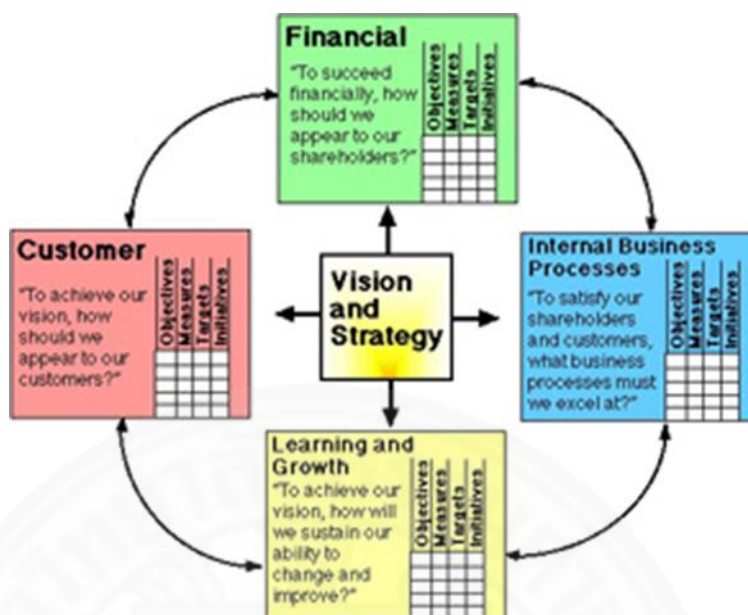 Financial
"To succeed
financially, how
should we
appear to our
shareholders?"
Objectives
Measures
Targets
Initiatives
Customer
"To achieve our
vision, how
should we
appear to our
customers?"
Objectives
Measures
Targets
Initiatives
Vision
and
Strategy
Internal Business
Processes
"To satisfy our
shareholders
and customers,
what business
processes must
we excel at?"
Objectives
Measures
Targets
Initiatives
Learning and
Growth
"To achieve our
vision, how will
we sustain our
ability to
change and
improve?"
Objectives
Measures
Targets
Initiatives